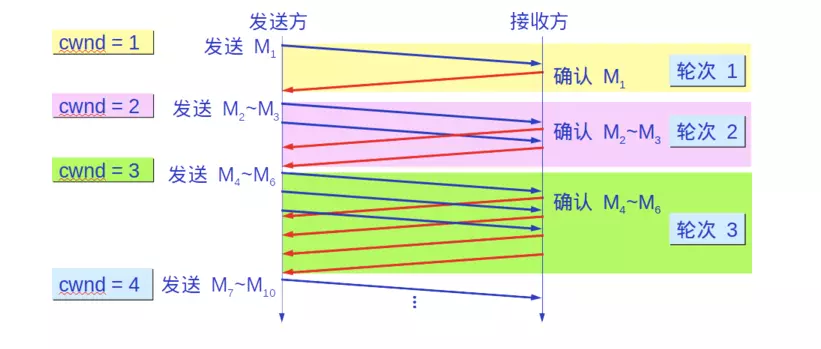 发送方 接收方
cwnd = 1 发送 M1
确认 M1 轮次 1
cwnd = 2 发送 M2~M3
确认 M2~M3 轮次 2
cwnd = 3 发送 M4~M6
确认 M4~M6
轮次 3
cwnd = 4 发送 M7~M10
...